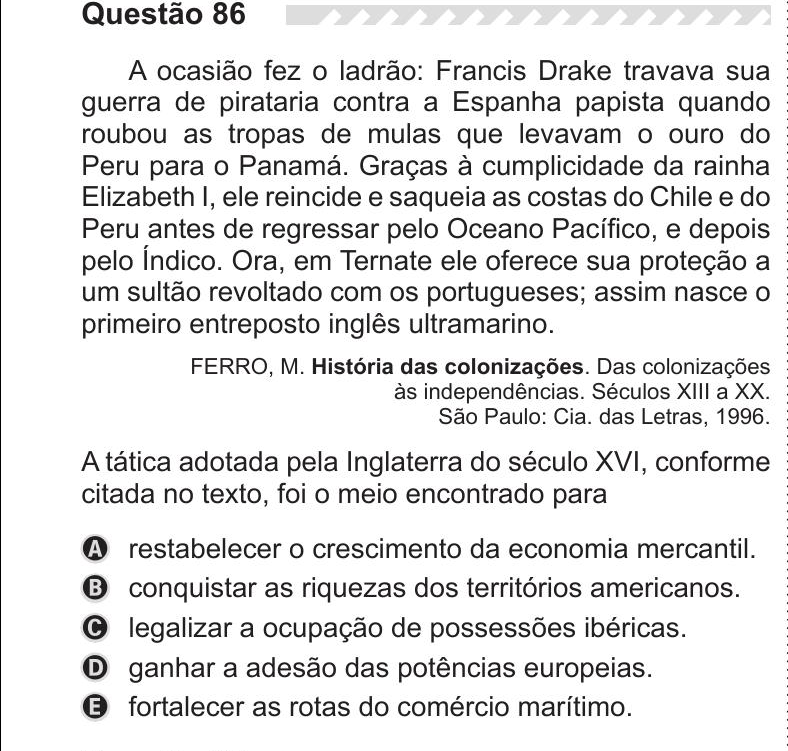 Questão 86
A ocasião fez o ladrão: Francis Drake travava sua
guerra de pirataria contra a Espanha papista quando
roubou as tropas de mulas que levavam o ouro do
Peru para o Panamá. Graças à cumplicidade da rainha
Elizabeth I, ele reincide e saqueia as costas do Chile e do
Peru antes de regressar pelo Oceano Pacífico, e depois
pelo Índico. Ora, em Ternate ele oferece sua proteção a
um sultão revoltado com os portugueses; assim nasce o
primeiro entreposto inglês ultramarino.
FERRO, M. História das colonizações. Das colonizações
às independências. Séculos XIII a XX.
São Paulo: Cia. das Letras, 1996.
A tática adotada pela Inglaterra do século XVI, conforme
citada no texto, foi o meio encontrado para
A restabelecer o crescimento da economia mercantil.
B conquistar as riquezas dos territórios americanos.
C legalizar a ocupação de possessões ibéricas.
D ganhar a adesão das potências europeias.
E fortalecer as rotas do comércio marítimo.